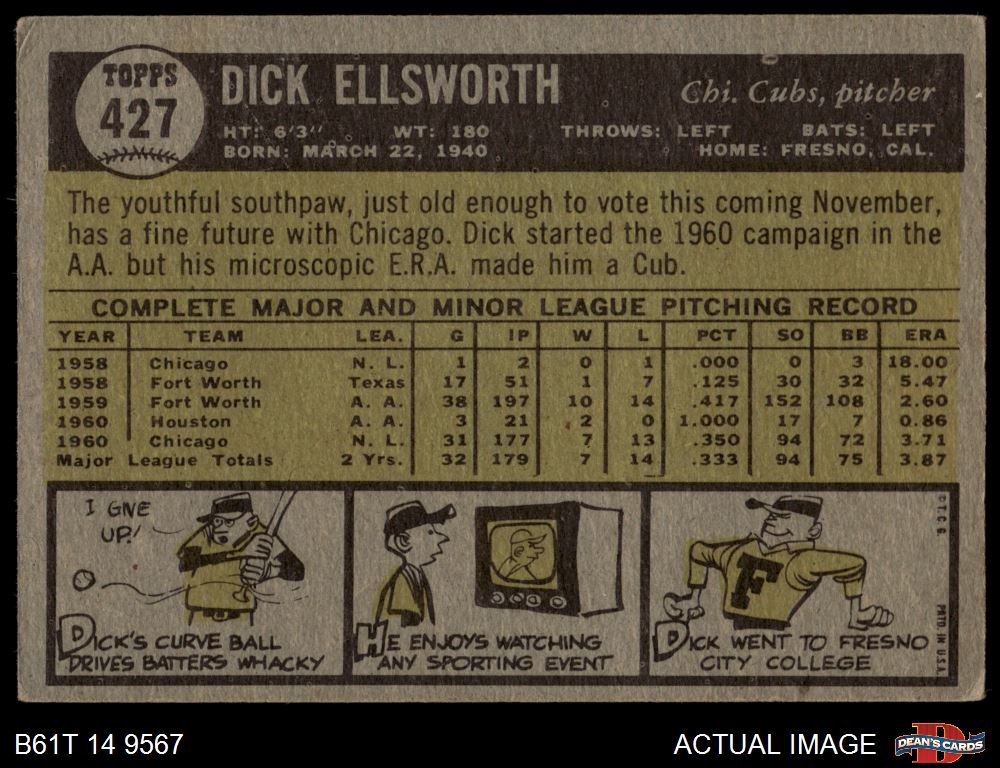 TOPPS
427
DICK ELLSWORTH
Chi. Cubs, pitcher
HT: 6'3" WT: 180 THROWS: LEFT BATS: LEFT
BORN: MARCH 22, 1940 HOME: FRESNO, CAL.
The youthful southpaw, just old enough to vote this coming November,
has a fine future with Chicago. Dick started the 1960 campaign in the
A.A. but his microscopic E.R.A. made him a Cub.
COMPLETE MAJOR AND MINOR LEAGUE PITCHING RECORD
YEAR TEAM LEA. G IP W L PCT SO BB ERA
1958 Chicago N. L. 1 2 0 1 .000 0 3 18.00
1958 Fort Worth Texas 17 51 1 7 .125 30 32 5.47
1959 Fort Worth A. A. 38 197 10 14 .417 152 108 2.60
1960 Houston A. A. 3 21 2 0 1.000 17 7 0.86
1960 Chicago N. L. 31 177 7 13 .350 94 72 3.71
Major League Totals 2 Yrs. 32 179 7 14 .333 94 75 3.87
I GIVE
UP!
DICK'S CURVE BALL
DRIVES BATTERS WHACKY
HE ENJOYS WATCHING
ANY SPORTING EVENT
F
DICK WENT TO FRESNO
CITY COLLEGE
© T.C.G. PRTD. IN U.S.A.
B61T 14 9567
ACTUAL IMAGE
D
DEAN'S CARDS